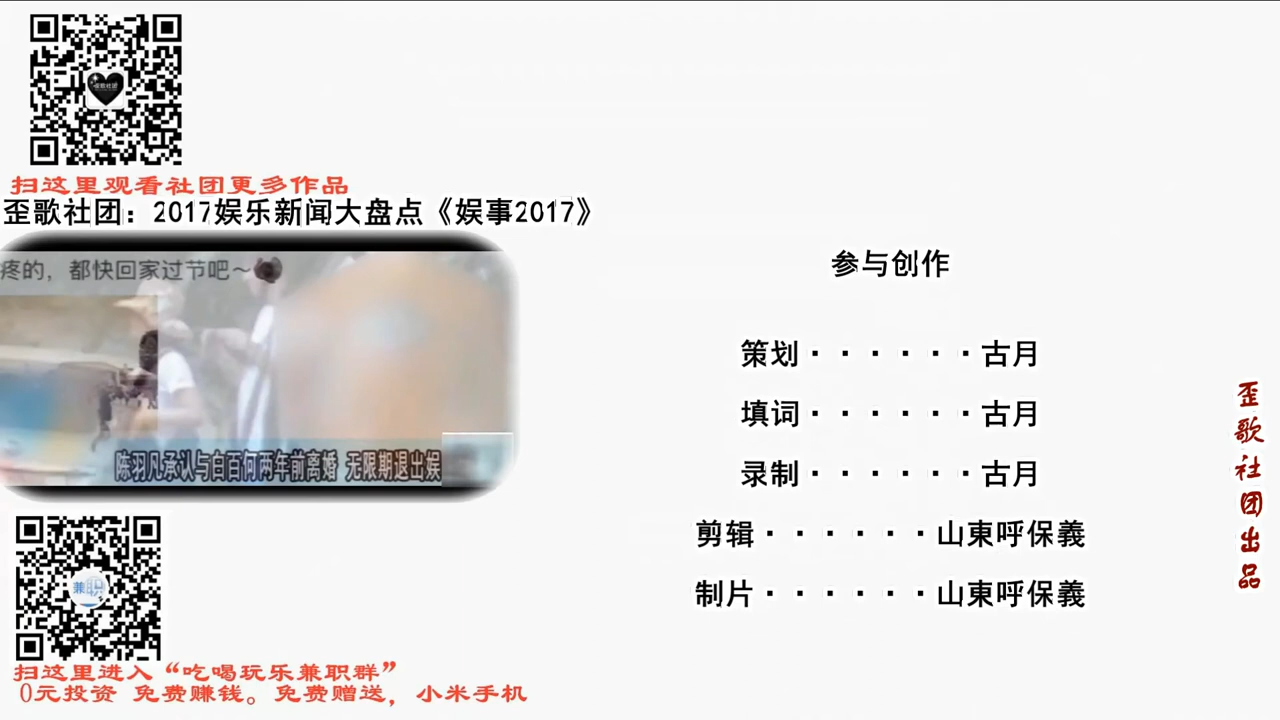 扫这里观看社团更多作品
歪歌社团：2017娱乐新闻大盘点《娱事2017》
疼的，都快回家过节吧～
陈羽凡承认与白百何两年前离婚 无限期退出娱
兼职
扫这里进入“吃喝玩乐兼职群”
0元投资 免费赚钱。免费赠送，小米手机
参与创作
策划······古月
填词······古月
录制······古月
剪辑······山東呼保義
制片······山東呼保義
歪歌社团出品